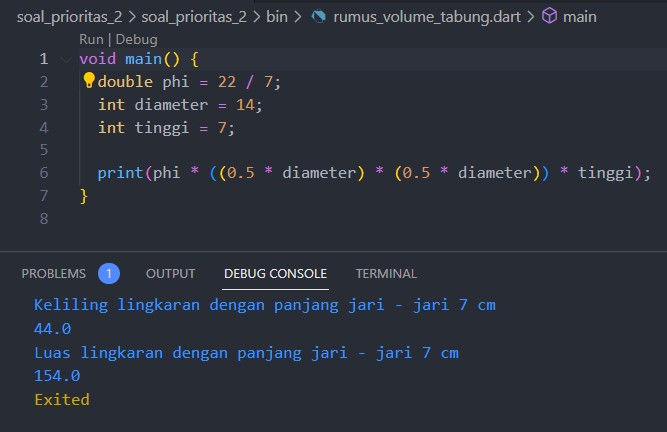 soal_prioritas_2 > soal_prioritas_2 > bin > rumus_volume_tabung.dart > main
Run | Debug
1 void main() {
2 double phi = 22 / 7;
3 int diameter = 14;
4 int tinggi = 7;
5
6 print(phi * ((0.5 * diameter) * (0.5 * diameter)) * tinggi);
7 }
8
PROBLEMS 1 OUTPUT DEBUG CONSOLE TERMINAL
Keliling lingkaran dengan panjang jari - jari 7 cm
44.0
Luas lingkaran dengan panjang jari - jari 7 cm
154.0
Exited